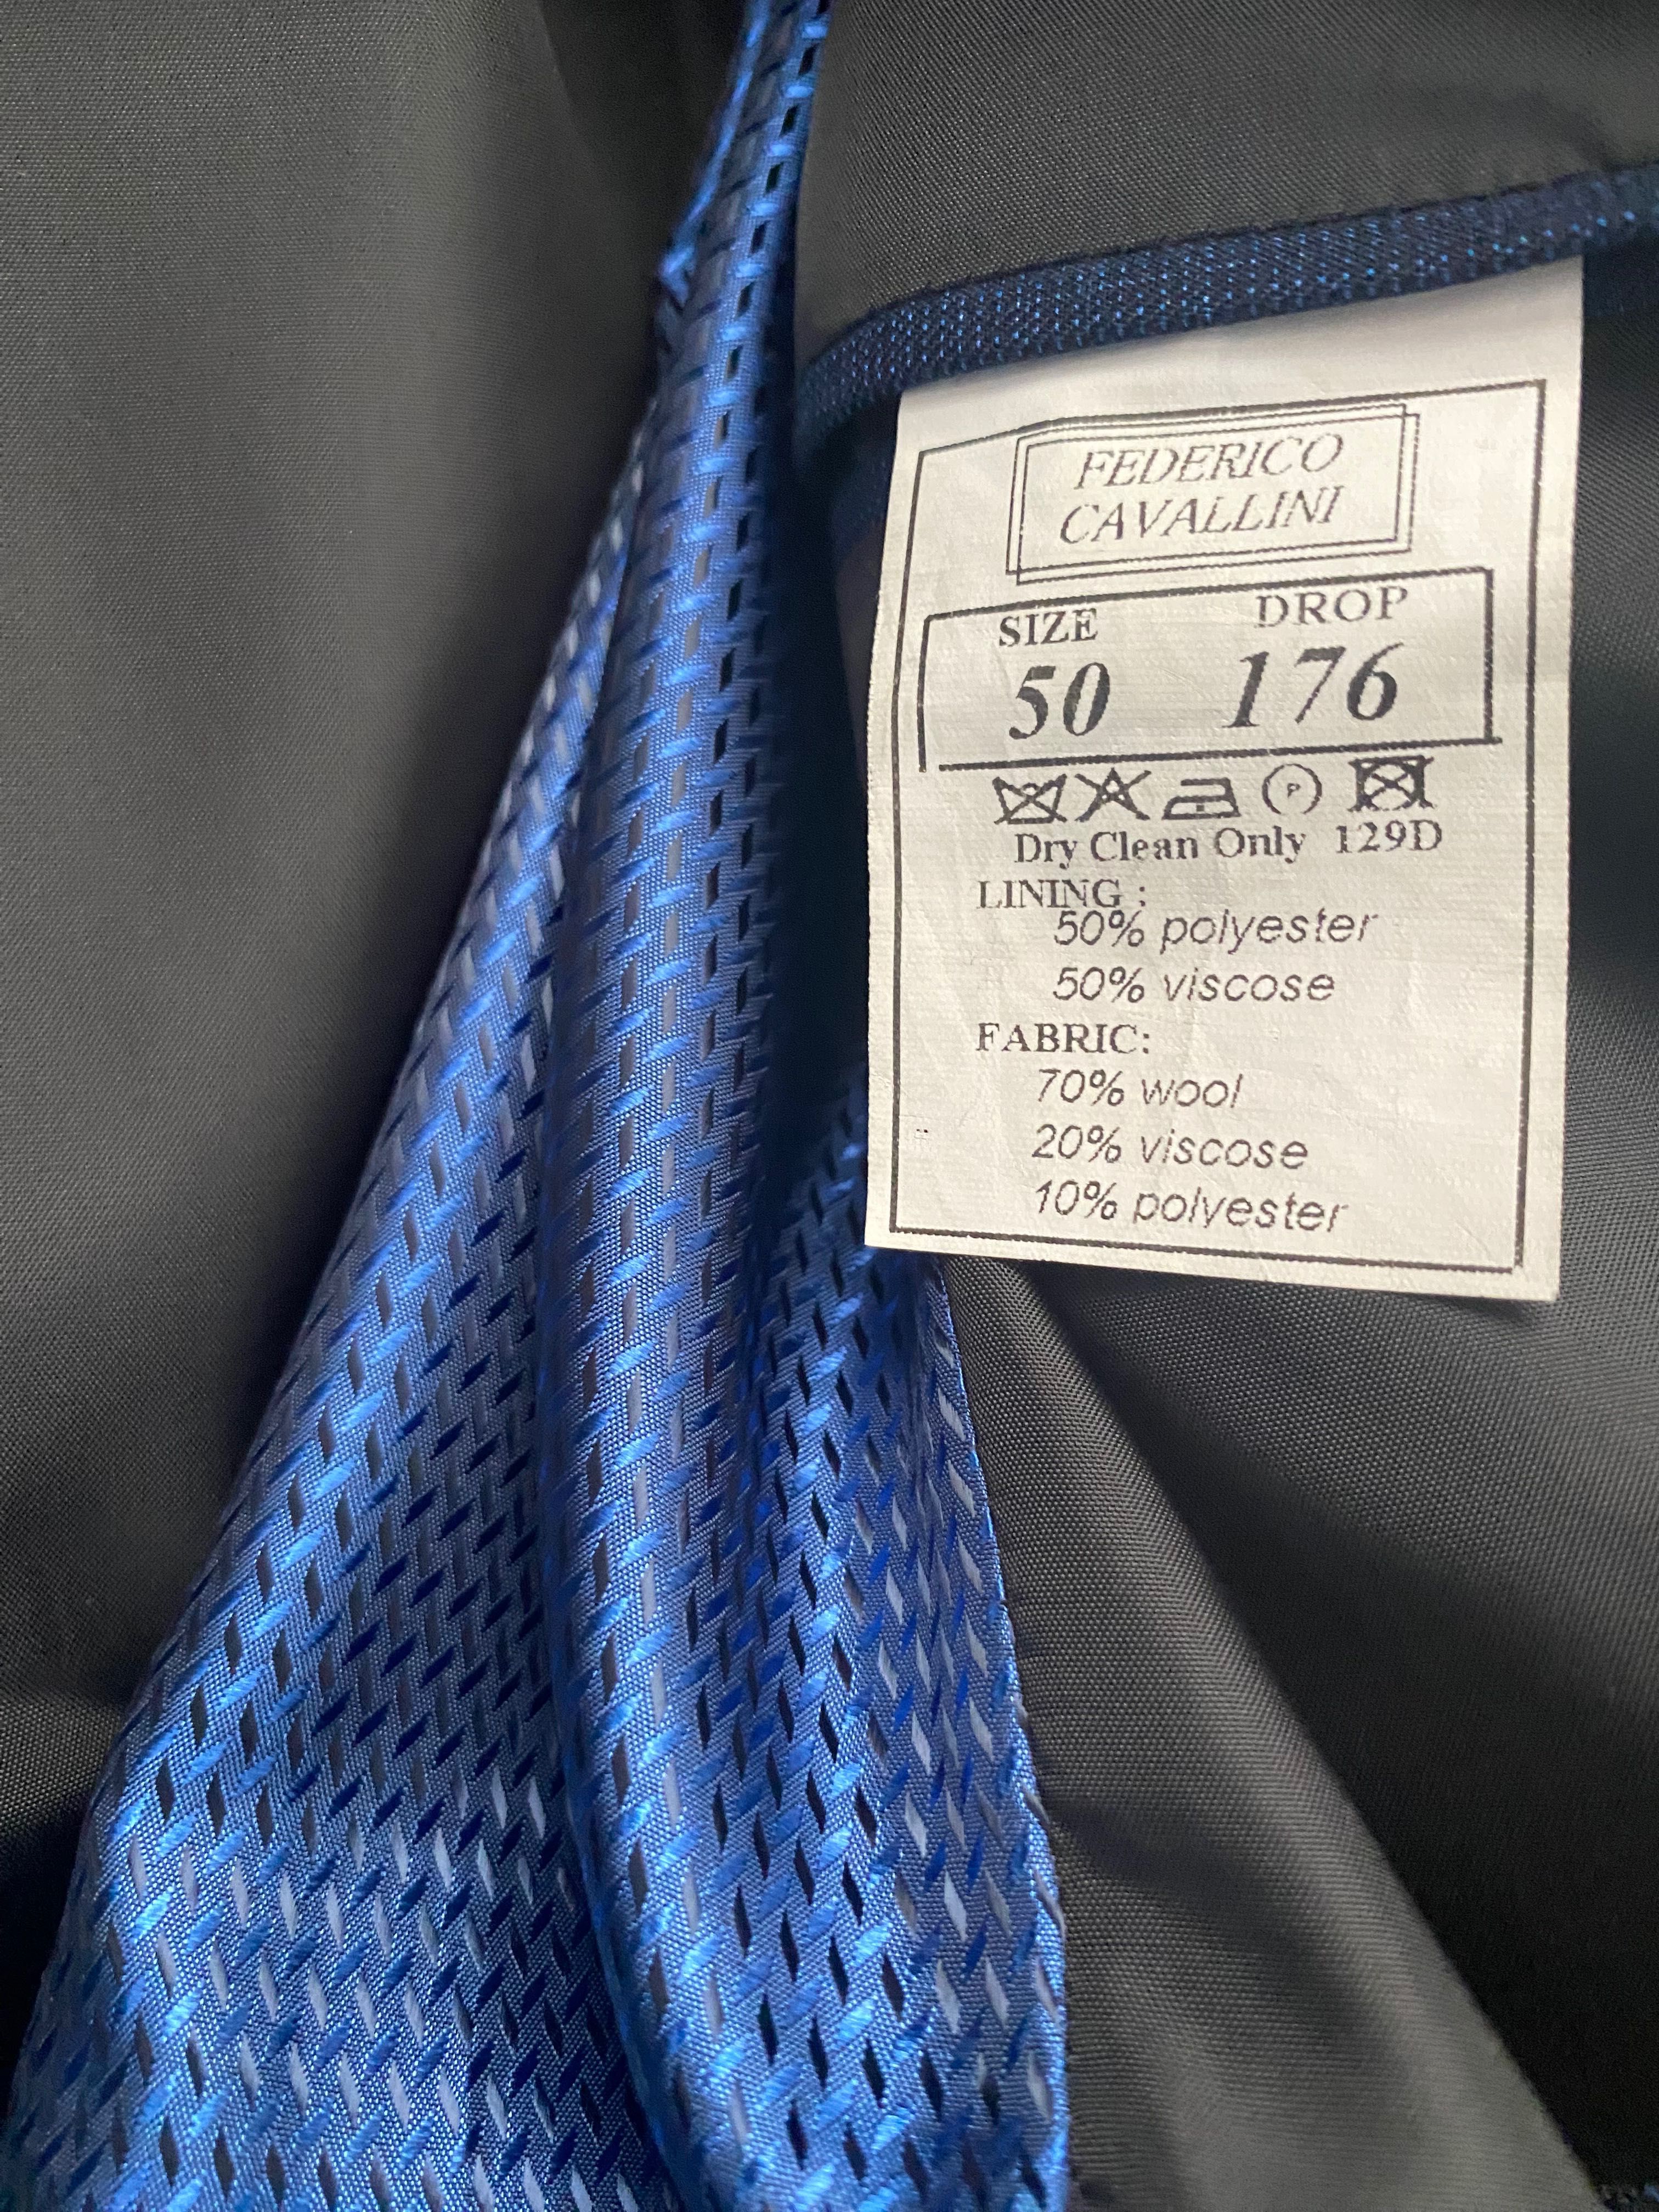 FEDERICO
CAVALLINI
SIZE DROP
50 176
P
Dry Clean Only 129D
LINING :
50% polyester
50% viscose
FABRIC:
70% wool
20% viscose
10% polyester